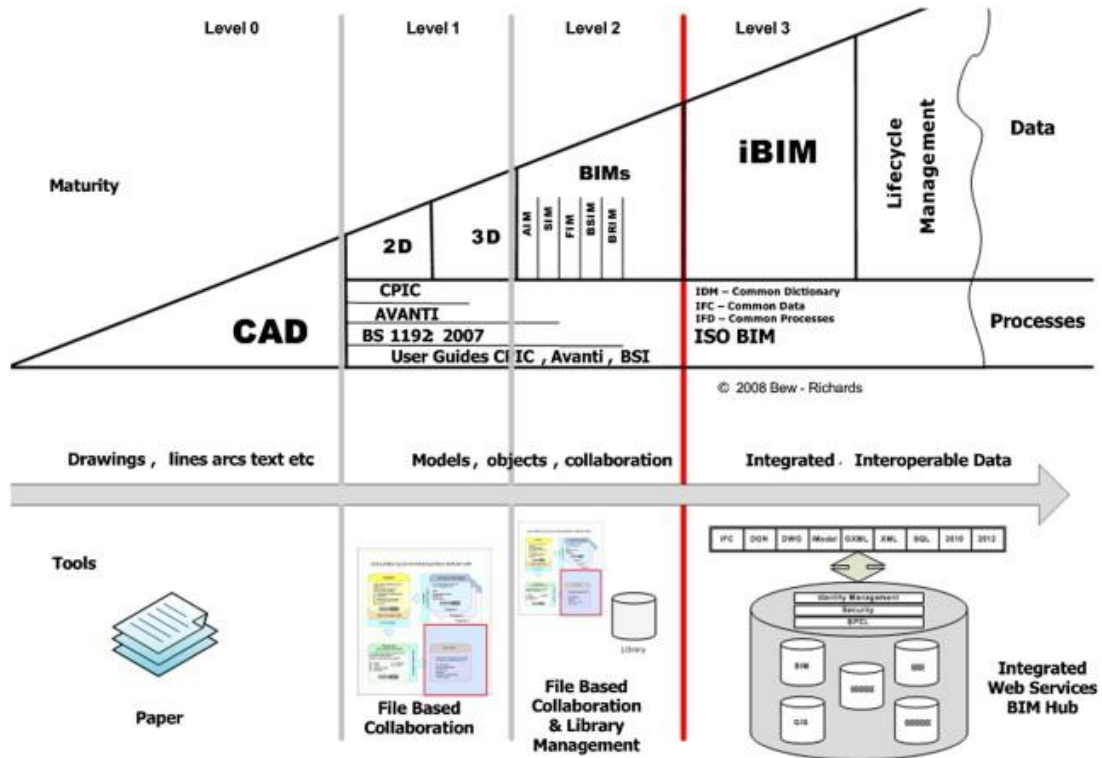 Level 0
Level 1
Level 2
Level 3
Maturity
CAD
2D
3D
BIMs
AIM
SIM
FIM
BSIM
BRIM
iBIM
Lifecycle
Management
Data
CPIC
AVANTI
BS 1192: 2007
User Guides CPIC , Avanti , BSI
IDM – Common Dictionary
IFC – Common Data
IFD – Common Processes
ISO BIM
Processes
© 2008 Bew - Richards
Drawings , lines arcs text etc
Models , objects , collaboration
Integrated , Interoperable Data
Tools
Paper
File Based
Collaboration
Library
File Based
Collaboration
& Library
Management
IFC DGN DWG iModel GXML XML SQL 2010 2012
Identity Management
Security
BIM
GIS
Integrated
Web Services
BIM Hub